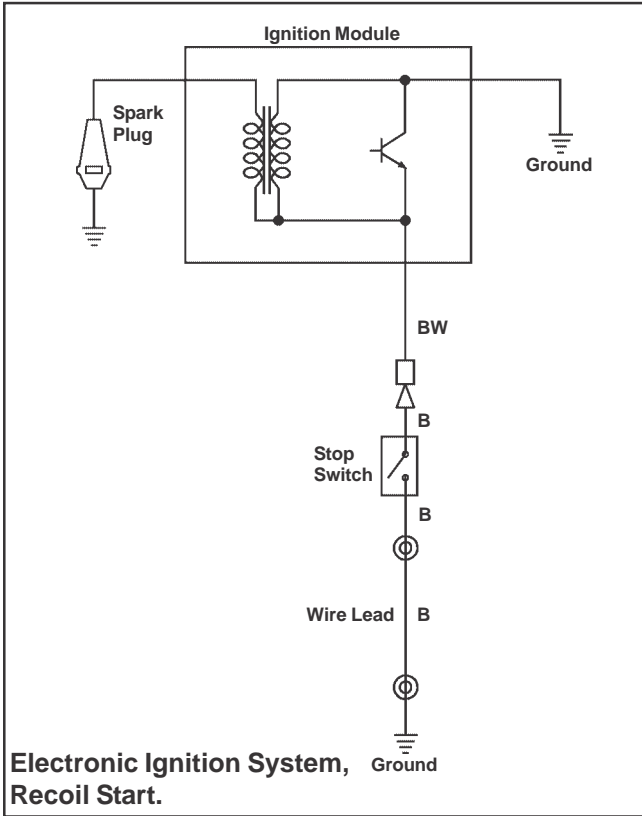 Ignition Module
Spark
Plug
Ground
BW
B
Stop
Switch
B
Wire Lead
B
Ground
Electronic Ignition System,
Recoil Start.